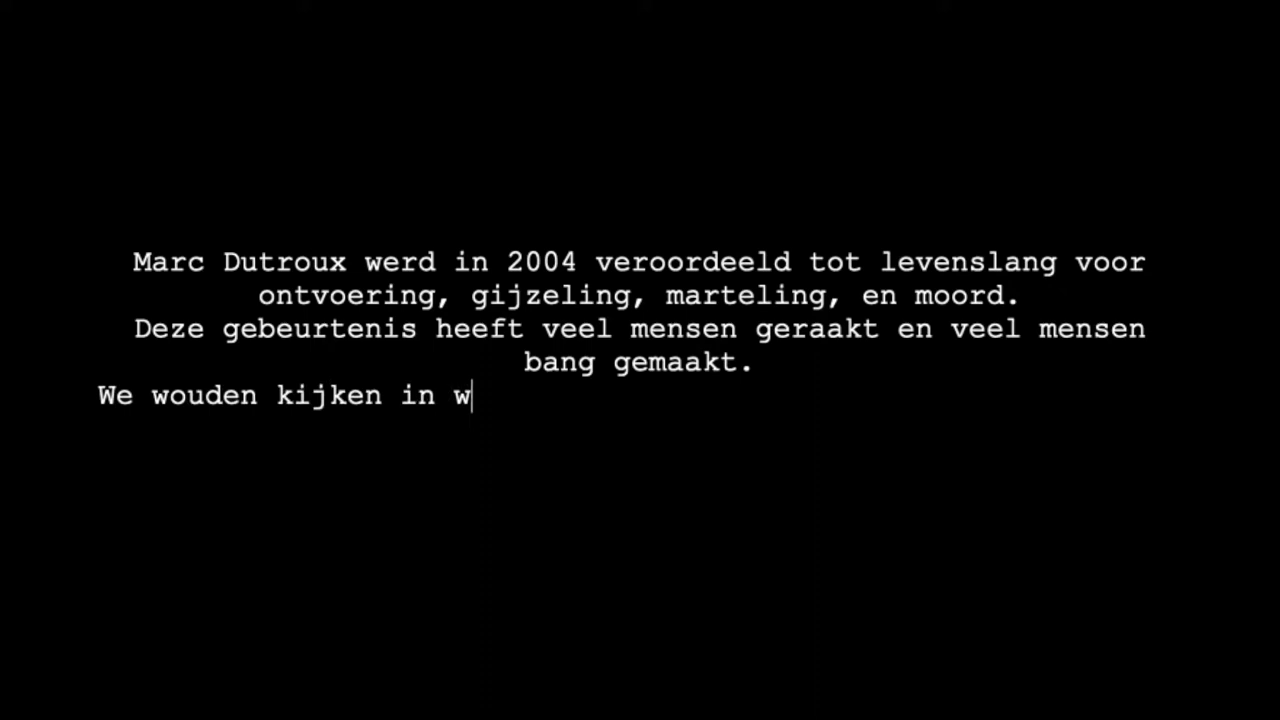 Marc Dutroux werd in 2004 veroordeeld tot levenslang voor
ontvoering, gijzeling, marteling, en moord.
Deze gebeurtenis heeft veel mensen geraakt en veel mensen
bang gemaakt.
We wouden kijken in w